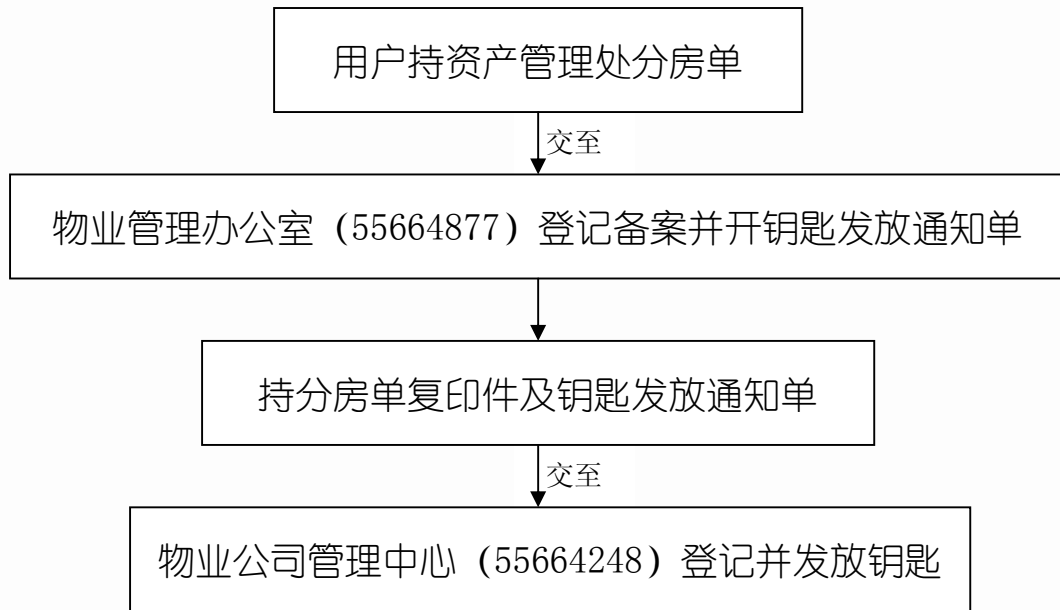 用户持资产管理处分房单
交至
物业管理办公室（55664877）登记备案并开钥匙发放通知单
持分房单复印件及钥匙发放通知单
交至
物业公司管理中心（55664248）登记并发放钥匙